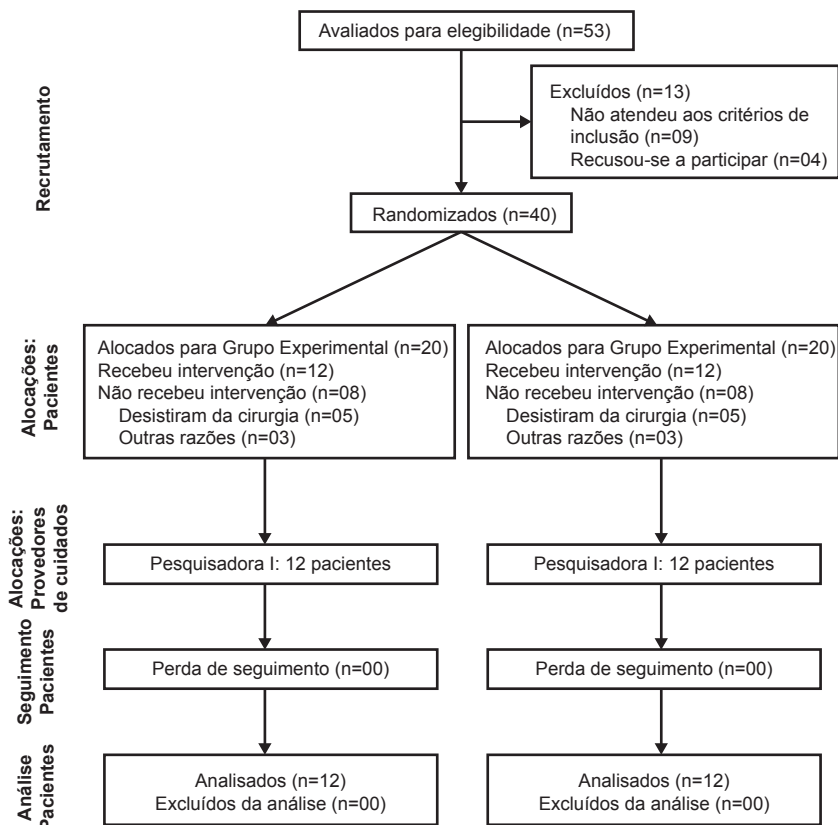 Avaliados para elegibilidade (n=53)
Recrutamento
Excluídos (n=13)
Não atendeu aos critérios de
inclusão (n=09)
Recusou-se a participar (n=04)
Randomizados (n=40)
Alocações:
Pacientes
Alocados para Grupo Experimental (n=20)
Recebeu intervenção (n=12)
Não recebeu intervenção (n=08)
Desistiram da cirurgia (n=05)
Outras razões (n=03)
Alocados para Grupo Experimental (n=20)
Recebeu intervenção (n=12)
Não recebeu intervenção (n=08)
Desistiram da cirurgia (n=05)
Outras razões (n=03)
Alocações:
Provedores
de cuidados
Pesquisadora I: 12 pacientes
Pesquisadora I: 12 pacientes
Seguimento
Pacientes
Perda de seguimento (n=00)
Perda de seguimento (n=00)
Análise
Pacientes
Analisados (n=12)
Excluídos da análise (n=00)
Analisados (n=12)
Excluídos da análise (n=00)